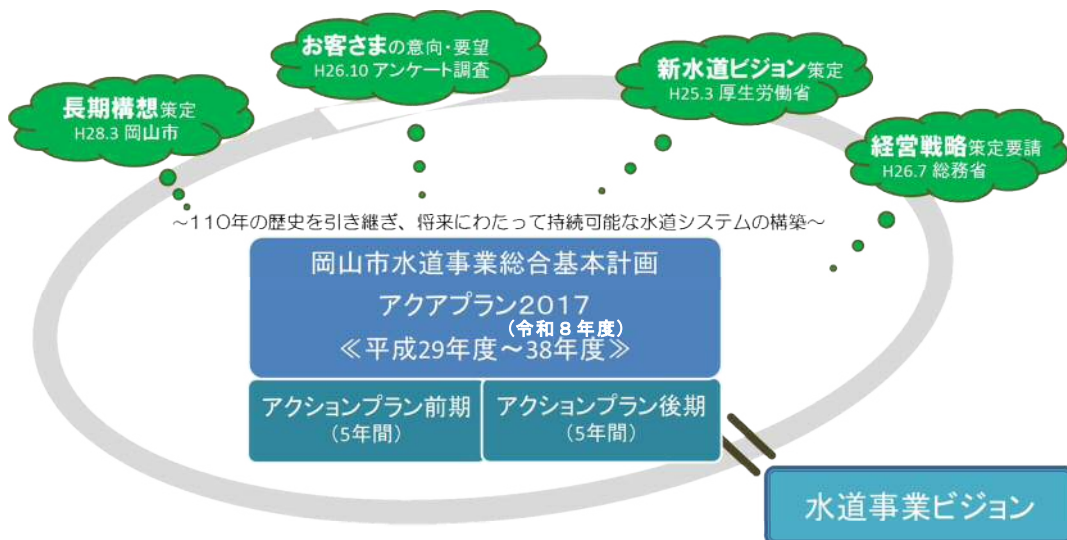 お客さまの意向・要望
H26.10 アンケート調査
新水道ビジョン策定
H25.3 厚生労働省
長期構想策定
H28.3 岡山市
経営戦略策定要請
H26.7 総務省
～110年の歴史を引き継ぎ、将来にわたって持続可能な水道システムの構築～
岡山市水道事業総合基本計画
アクアプラン2017
(令和８年度)
≪平成29年度～38年度≫
アクションプラン前期
(5年間)
アクションプラン後期
(5年間)
水道事業ビジョン